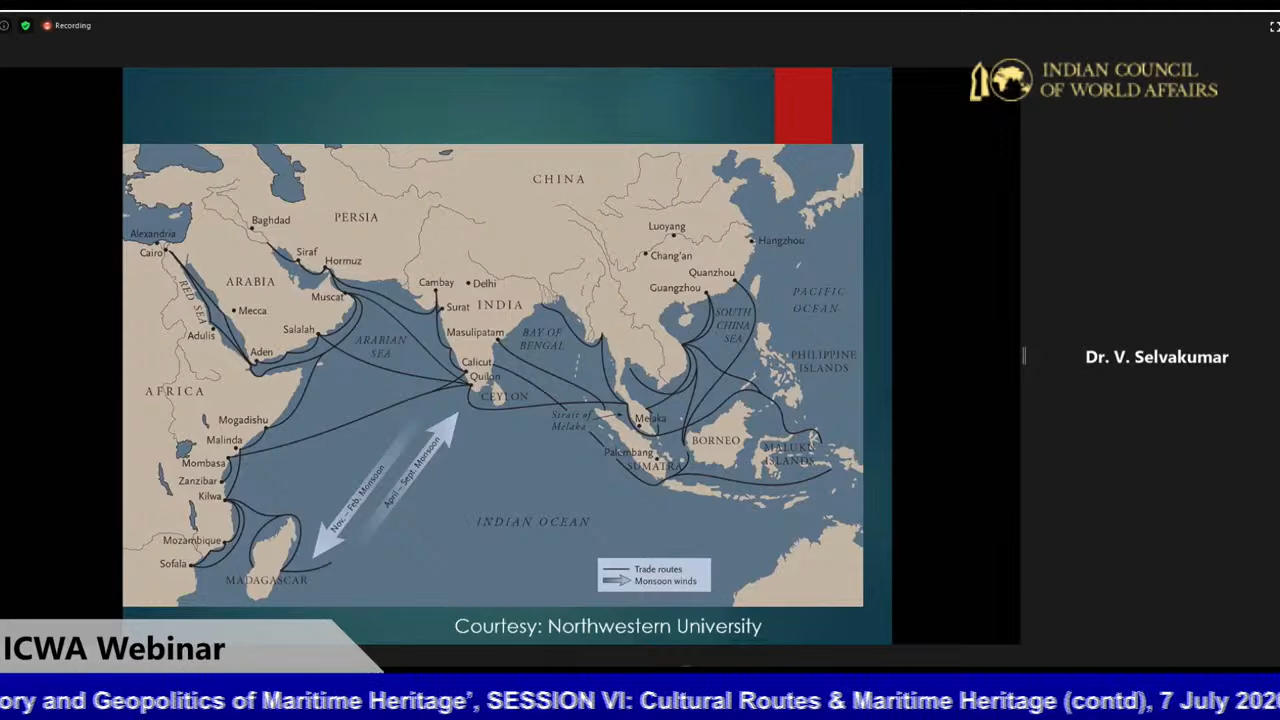 Recording
INDIAN COUNCIL
OF WORLD AFFAIRS
CHINA
Baghdad
PERSIA
Luoyang
Alexandria
Hangzhou
Cairo
Siraf
Chang'an
Hormuz
Quanzhou
ARABIA
Cambay
Delhi
Guangzhou
RED SEA
Muscat
PACIFIC
OCEAN
Surat
INDIA
Mecca
SOUTH
CHINA
SEA
Adulis
Salalah
ARABIAN
SEA
Masulipatam
BAY OF
BENGAL
Aden
PHILIPPINE
ISLANDS
Dr. V. Selvakumar
Calicut
Quilon
AFRICA
CEYLON
Mogadishu
Strait of
Melaka
Melaka
Malinda
BORNEO
MALUKU
ISLANDS
Mombasa
Palembang
SUMATRA
Zanzibar
Nov. – Feb. Monsoon
April – Sept. Monsoon
Kilwa
INDIAN OCEAN
Mozambique
Sofala
MADAGASCAR
Trade routes
Monsoon winds
Courtesy: Northwestern University
ICWA Webinar
ory and Geopolitics of Maritime Heritage', SESSION VI: Cultural Routes & Maritime Heritage (contd), 7 July 202